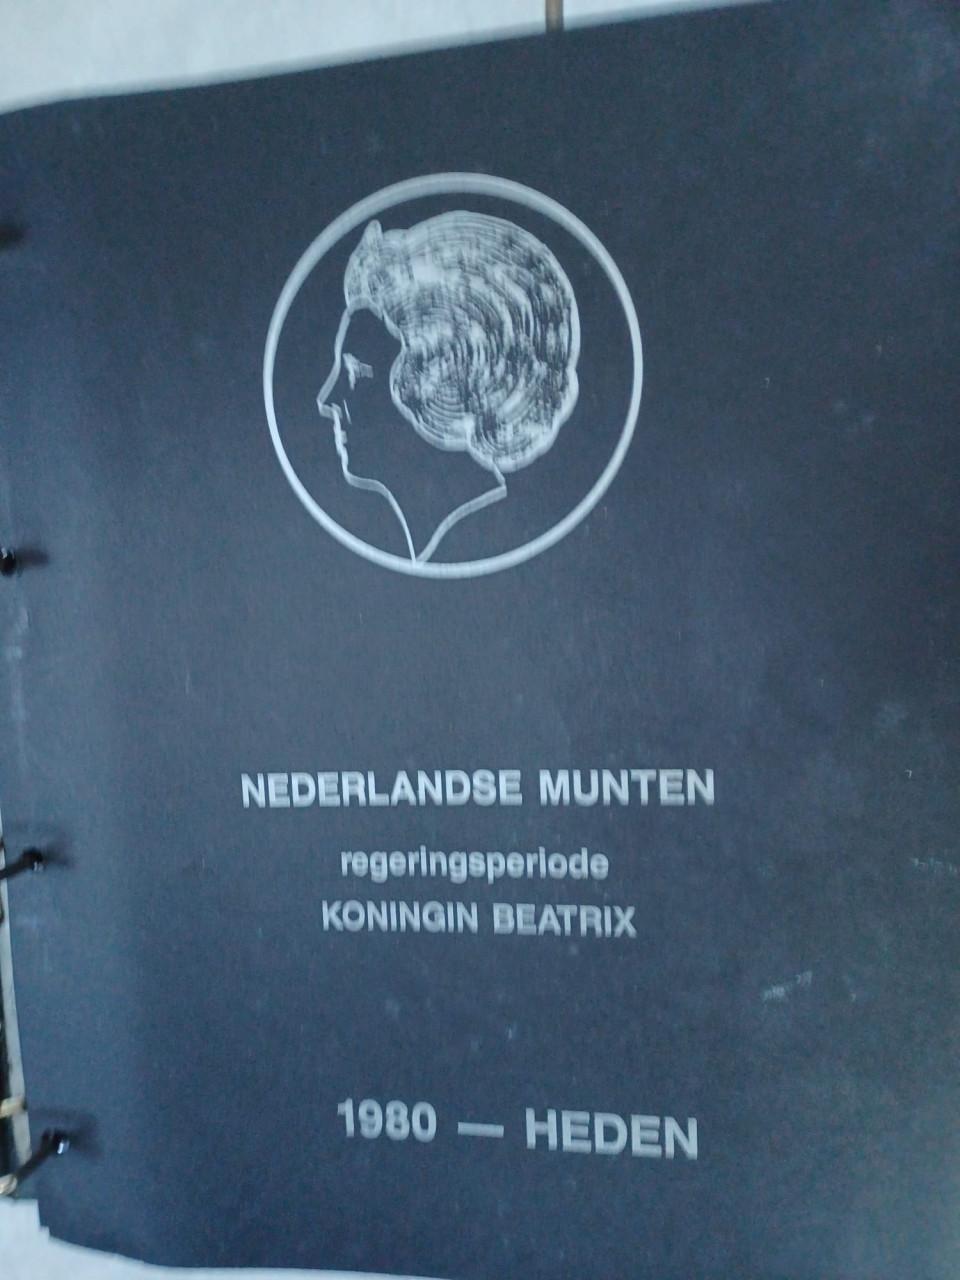 NEDERLANDSE MUNTEN
regeringsperiode
KONINGIN BEATRIX
1980 — HEDEN